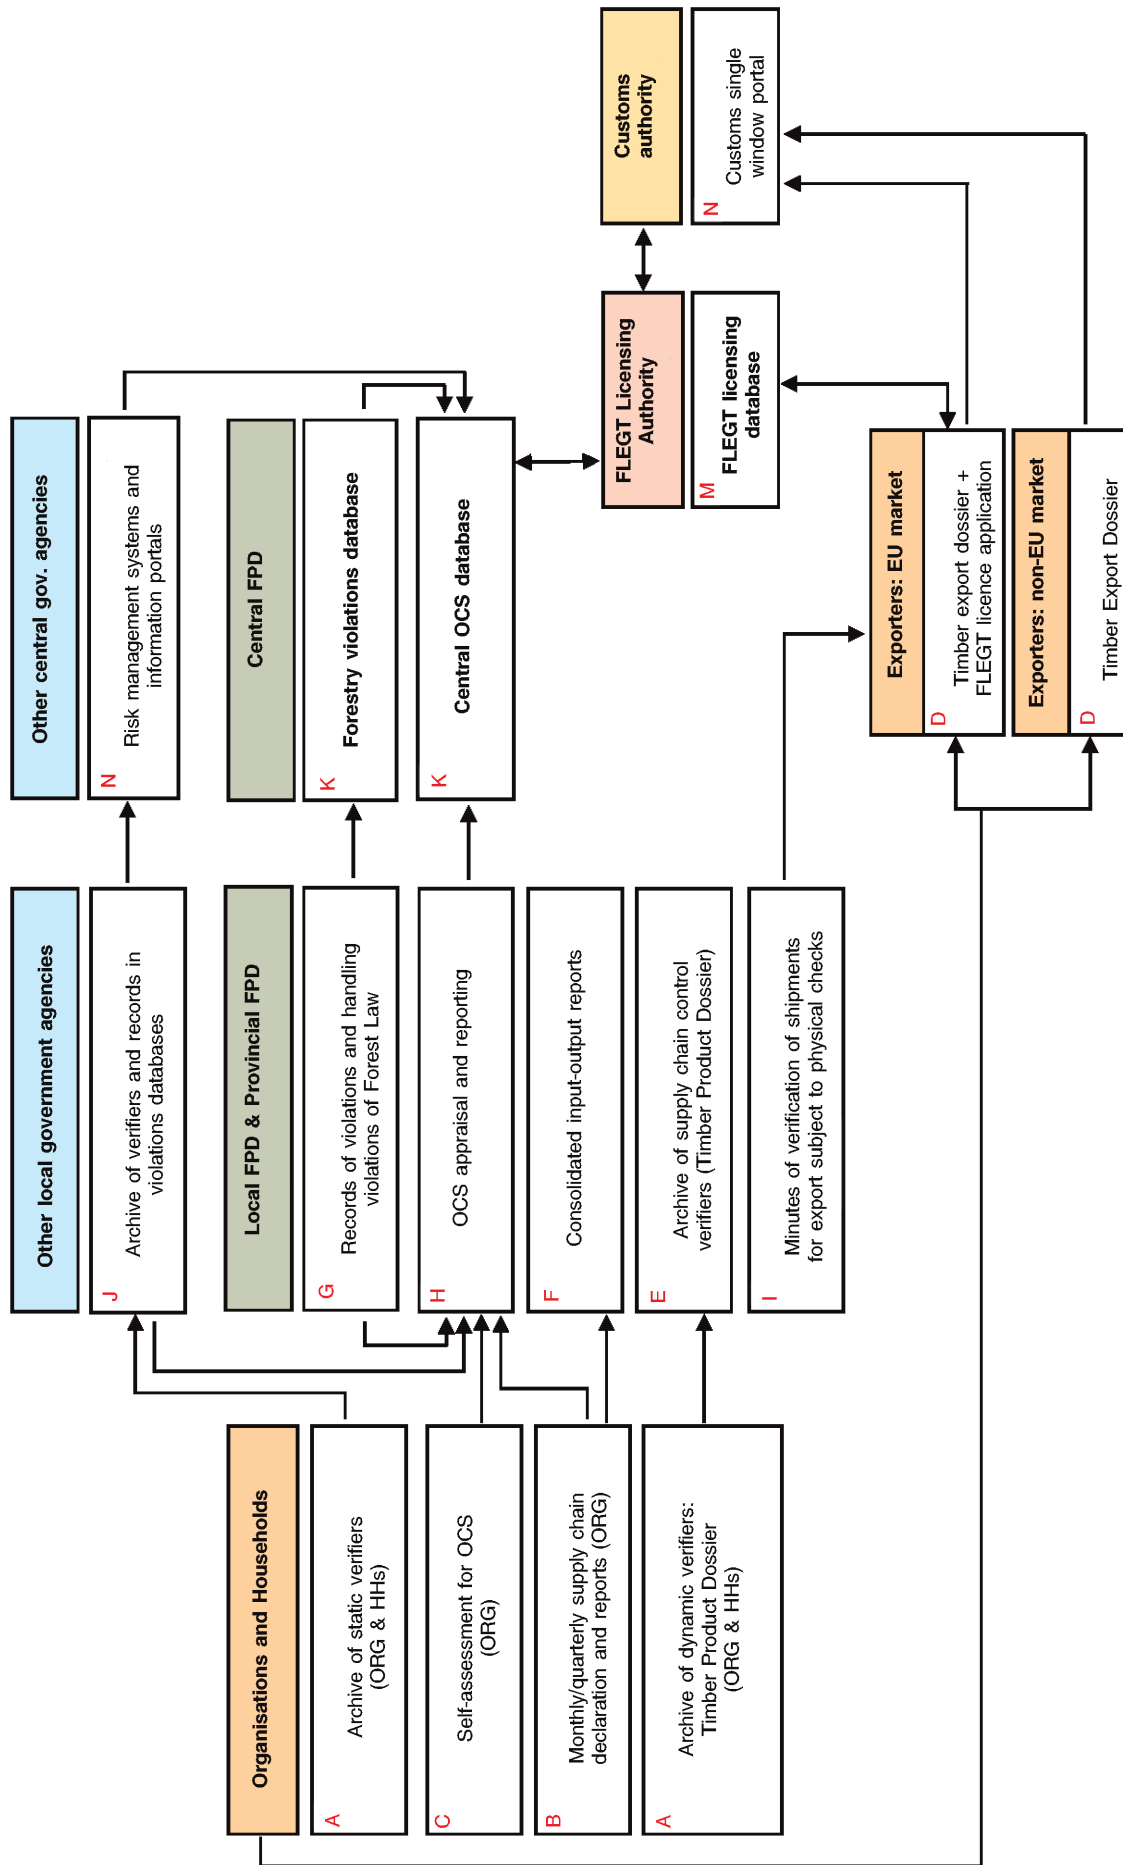 Organisations and Households
A
Archive of static verifiers
(ORG & HHs)
C
Self-assessment for OCS
(ORG)
B
Monthly/quarterly supply chain
declaration and reports (ORG)
A
Archive of dynamic verifiers:
Timber Product Dossier
(ORG & HHs)
Other local government agencies
J
Archive of verifiers and records in
violations databases
Local FPD & Provincial FPD
G
Records of violations and handling
violations of Forest Law
H
OCS appraisal and reporting
F
Consolidated input-output reports
E
Archive of supply chain control
verifiers (Timber Product Dossier)
I
Minutes of verification of shipments
for export subject to physical checks
Other central gov. agencies
N
Risk management systems and
information portals
Central FPD
K
Forestry violations database
K
Central OCS database
FLEGT Licensing
Authority
M
FLEGT licensing
database
Customs
authority
N
Customs single
window portal
Exporters: EU market
D
Timber export dossier +
FLEGT licence application
Exporters: non-EU market
D
Timber Export Dossier